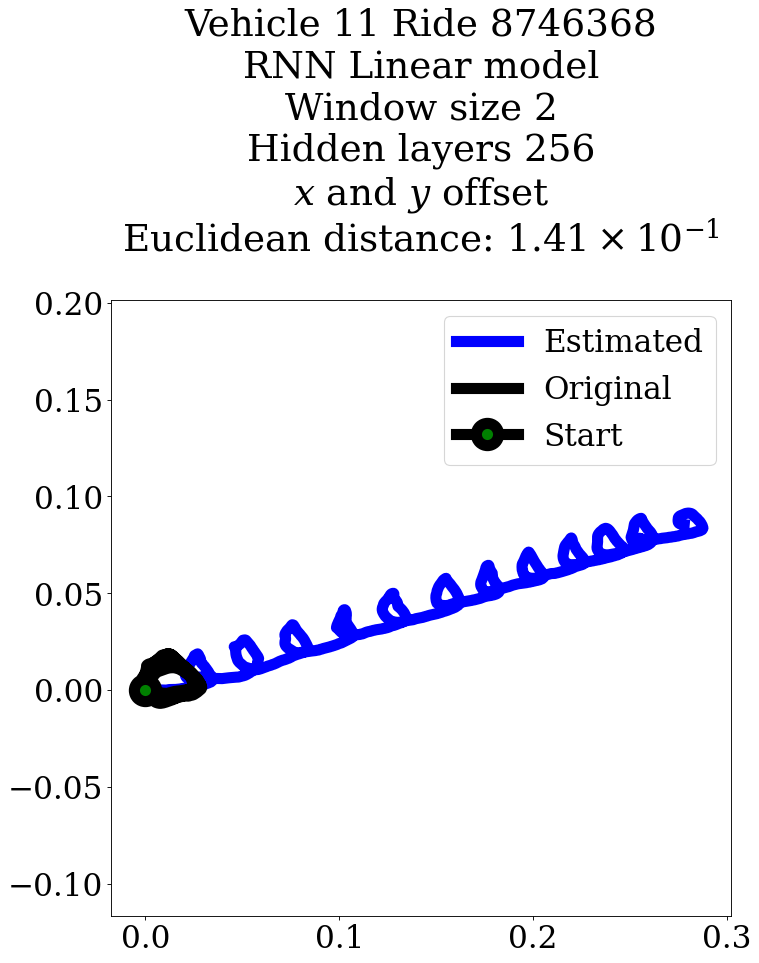 Vehicle 11 Ride 8746368
RNN Linear model
Window size 2
Hidden layers 256
x and y offset
Euclidean distance: 1.41 × 10⁻¹
0.20
0.15
0.10
0.05
0.00
−0.05
−0.10
Estimated
Original
Start
0.0 0.1 0.2 0.3